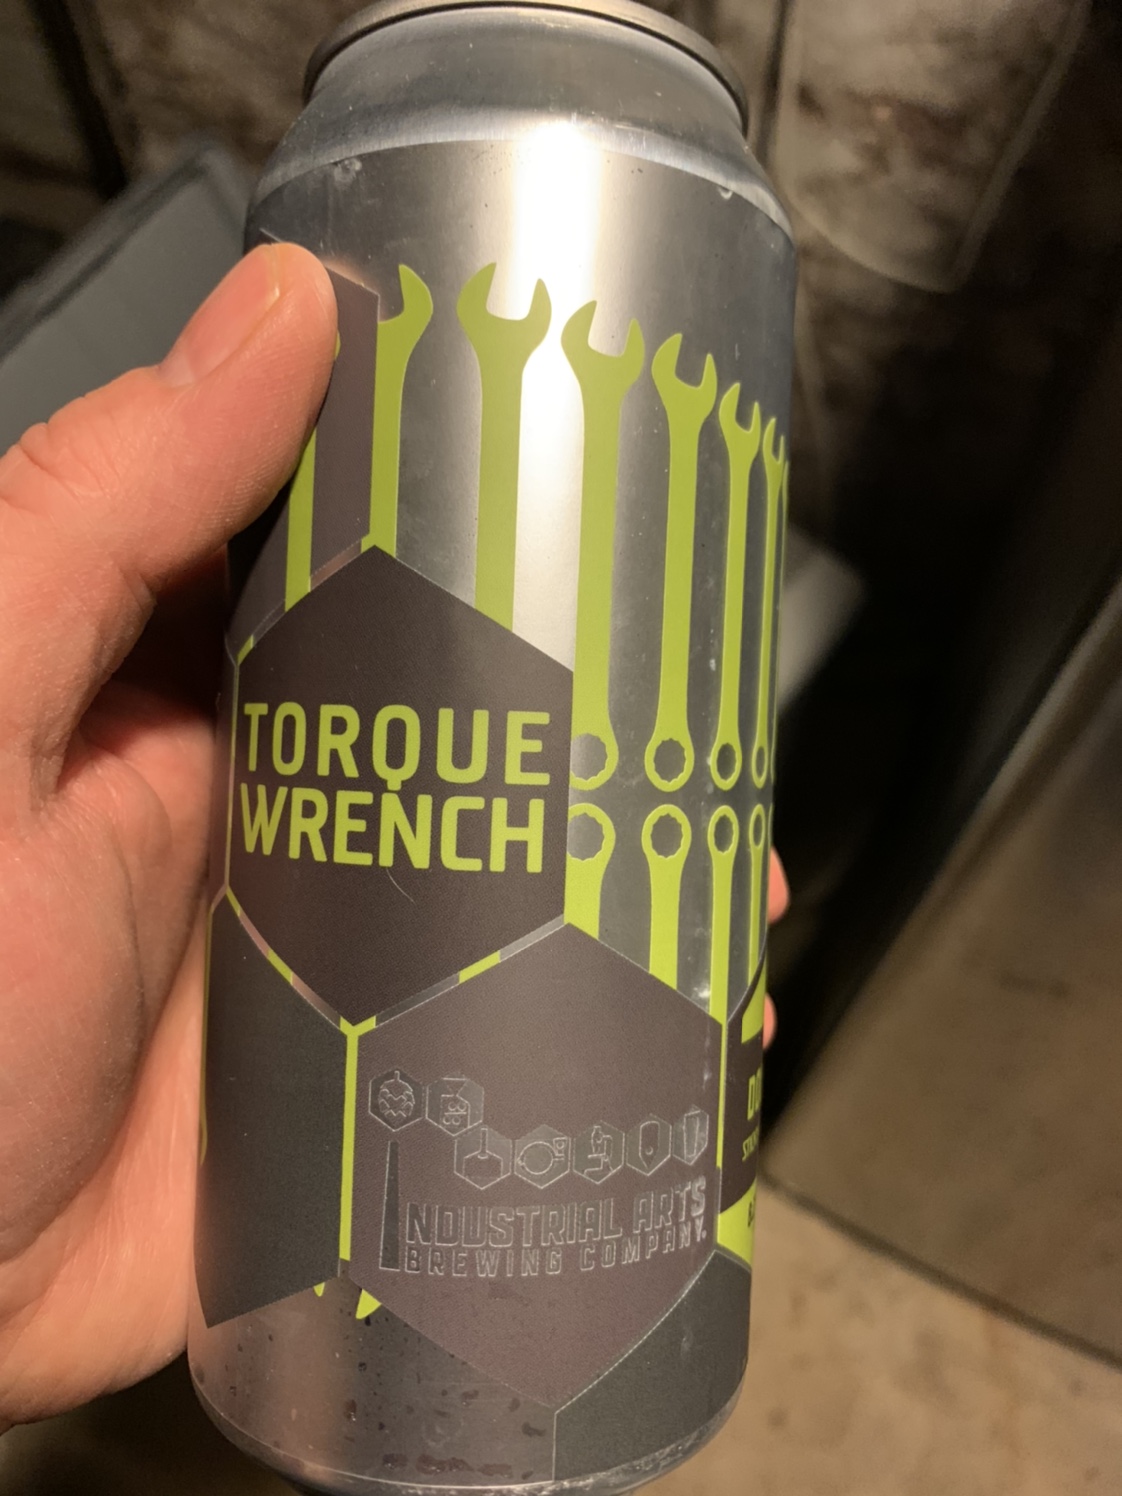 TORQUE
WRENCH
INDUSTRIAL ARTS
BREWING COMPANY.